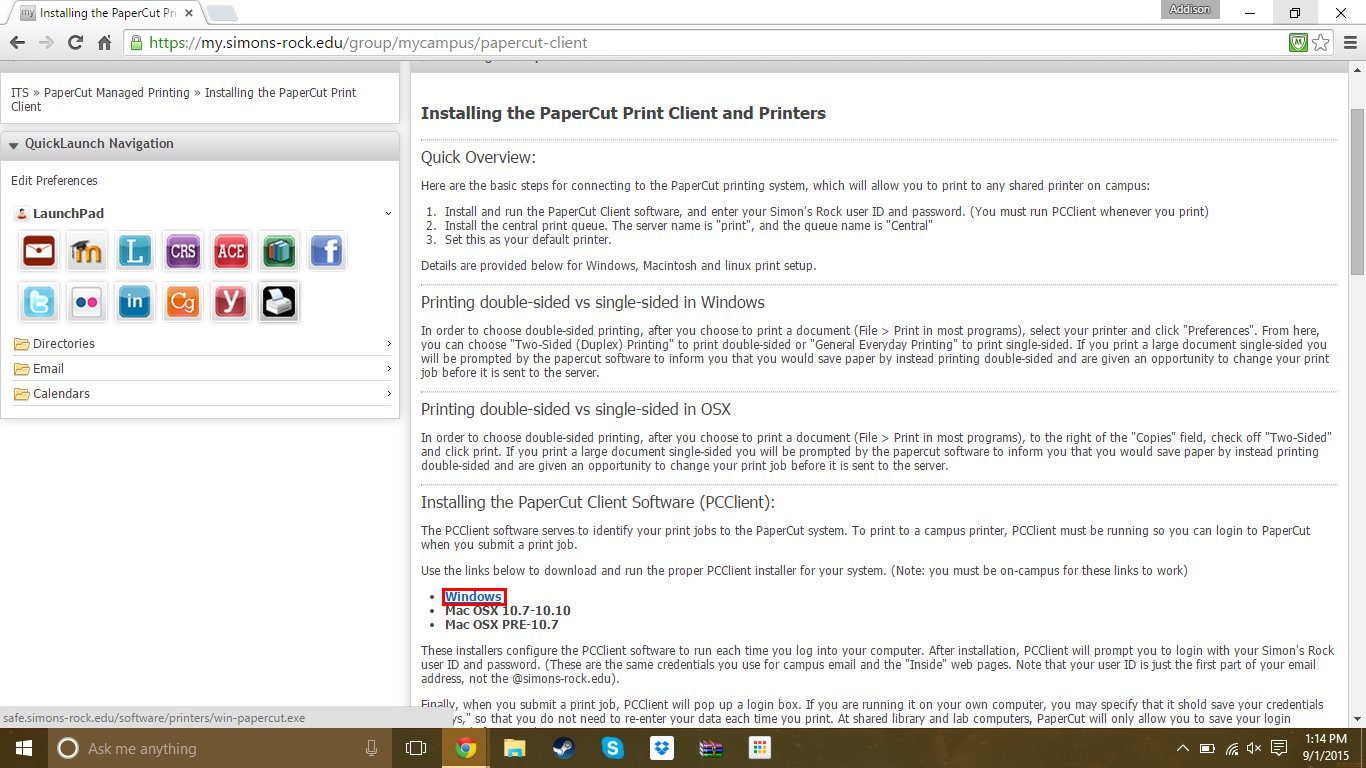 my Installing the PaperCut Pri
Addison
https://my.simons-rock.edu/group/mycampus/papercut-client
ITS » PaperCut Managed Printing » Installing the PaperCut Print
Client
QuickLaunch Navigation
Edit Preferences
LaunchPad
m L CRS ACE f
in Cg y
Directories
Email
Calendars
Installing the PaperCut Print Client and Printers
Quick Overview:
Here are the basic steps for connecting to the PaperCut printing system, which will allow you to print to any shared printer on campus:
1. Install and run the PaperCut Client software, and enter your Simon's Rock user ID and password. (You must run PCClient whenever you print)
2. Install the central print queue. The server name is "print", and the queue name is "Central"
3. Set this as your default printer.
Details are provided below for Windows, Macintosh and linux print setup.
Printing double-sided vs single-sided in Windows
In order to choose double-sided printing, after you choose to print a document (File > Print in most programs), select your printer and click "Preferences". From here,
you can choose "Two-Sided (Duplex) Printing" to print double-sided or "General Everyday Printing" to print single-sided. If you print a large document single-sided you
will be prompted by the papercut software to inform you that you would save paper by instead printing double-sided and are given an opportunity to change your print
job before it is sent to the server.
Printing double-sided vs single-sided in OSX
In order to choose double-sided printing, after you choose to print a document (File > Print in most programs), to the right of the "Copies" field, check off "Two-Sided"
and click print. If you print a large document single-sided you will be prompted by the papercut software to inform you that you would save paper by instead printing
double-sided and are given an opportunity to change your print job before it is sent to the server.
Installing the PaperCut Client Software (PCClient):
The PCClient software serves to identify your print jobs to the PaperCut system. To print to a campus printer, PCClient must be running so you can login to PaperCut
when you submit a print job.
Use the links below to download and run the proper PCClient installer for your system. (Note: you must be on-campus for these links to work)
• Windows
• Mac OSX 10.7-10.10
• Mac OSX PRE-10.7
These installers configure the PCClient software to run each time you log into your computer. After installation, PCClient will prompt you to login with your Simon's Rock
user ID and password. (These are the same credentials you use for campus email and the "Inside" web pages. Note that your user ID is just the first part of your email
address, not the @simons-rock.edu).
Finally, when you submit a print job, PCClient will pop up a login box. If you are running it on your own computer, you may specify that it shold save your credentials
ys," so that you do not need to re-enter your data each time you print. At shared library and lab computers, PaperCut will only allow you to save your login
safe.simons-rock.edu/software/printers/win-papercut.exe
Ask me anything
1:14 PM
9/1/2015